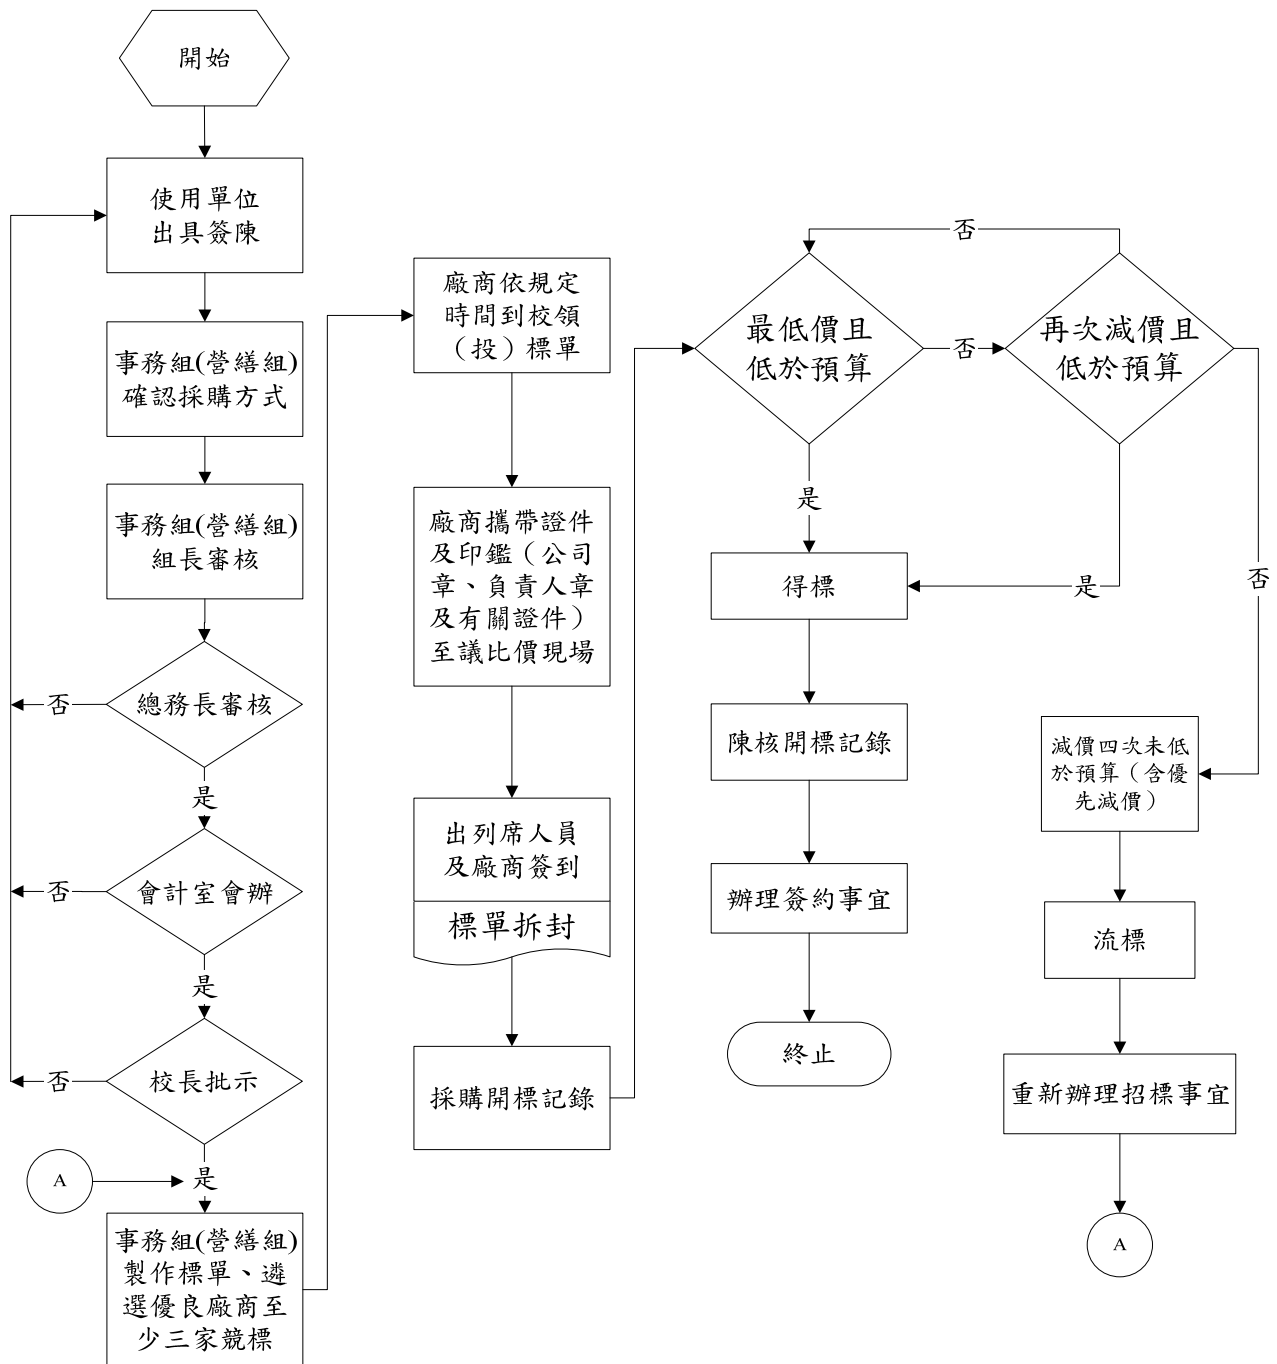 開始
使用單位
出具簽陳
事務組(營繕組)
確認採購方式
事務組(營繕組)
組長審核
總務長審核
否
是
會計室會辦
否
是
校長批示
否
是
A
事務組(營繕組)
製作標單、遴
選優良廠商至
少三家競標
廠商依規定
時間到校領
（投）標單
廠商攜帶證件
及印鑑（公司
章、負責人章
及有關證件）
至議比價現場
出列席人員
及廠商簽到
標單拆封
採購開標記錄
最低價且
低於預算
否
是
再次減價且
低於預算
否
是
否
得標
陳核開標記錄
辦理簽約事宜
終止
減價四次未低
於預算（含優
先減價）
流標
重新辦理招標事宜
A